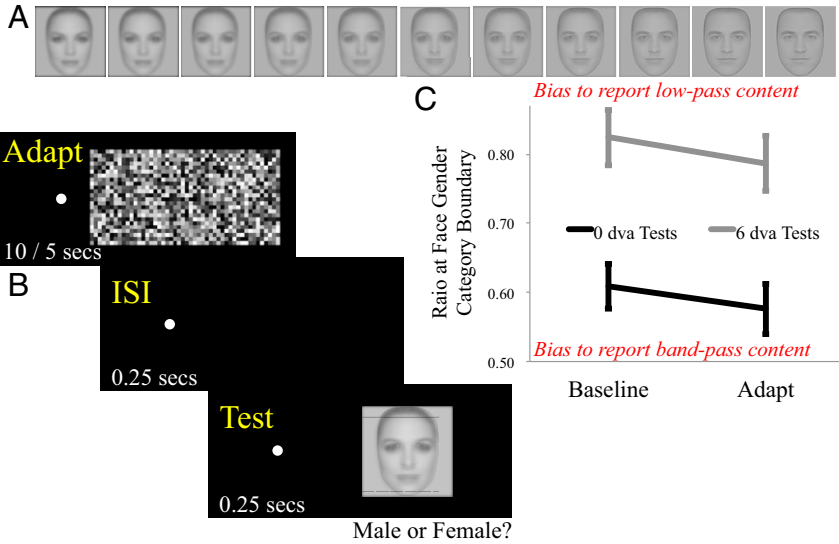 A
Adapt
10 / 5 secs
B
ISI
0.25 secs
Test
0.25 secs
Male or Female?
C
Bias to report low-pass content
Raio at Face Gender
Category Boundary
0.80
0.70
0.60
0.50
0 dva Tests
6 dva Tests
Bias to report band-pass content
Baseline
Adapt